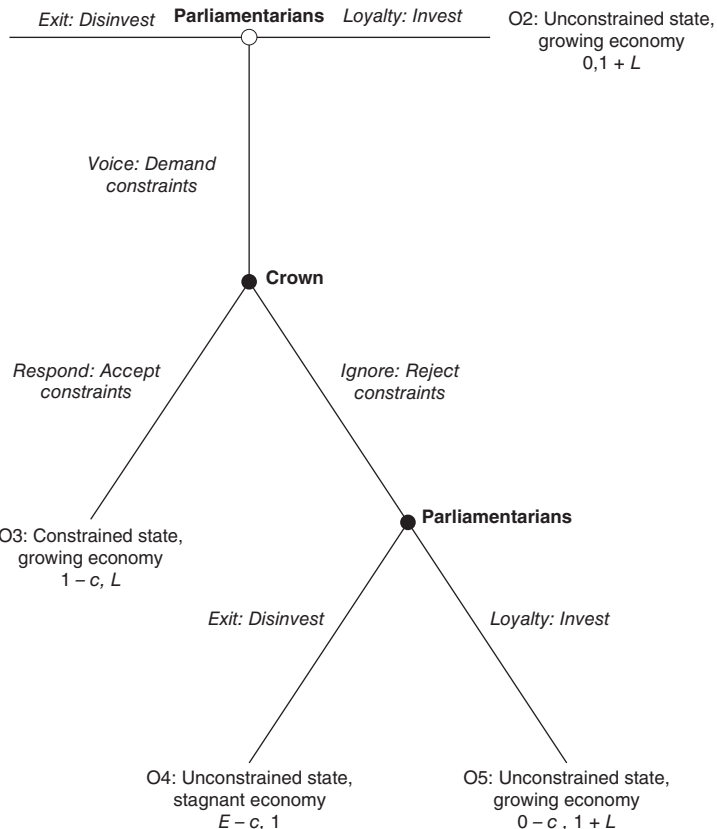 Exit: Disinvest Parliamentarians Loyalty: Invest
O2: Unconstrained state,
growing economy
0,1 + L
Voice: Demand
constraints
Crown
Respond: Accept
constraints
Ignore: Reject
constraints
O3: Constrained state,
growing economy
1 – c, L
Parliamentarians
Exit: Disinvest
Loyalty: Invest
O4: Unconstrained state,
stagnant economy
E – c, 1
O5: Unconstrained state,
growing economy
0 – c , 1 + L